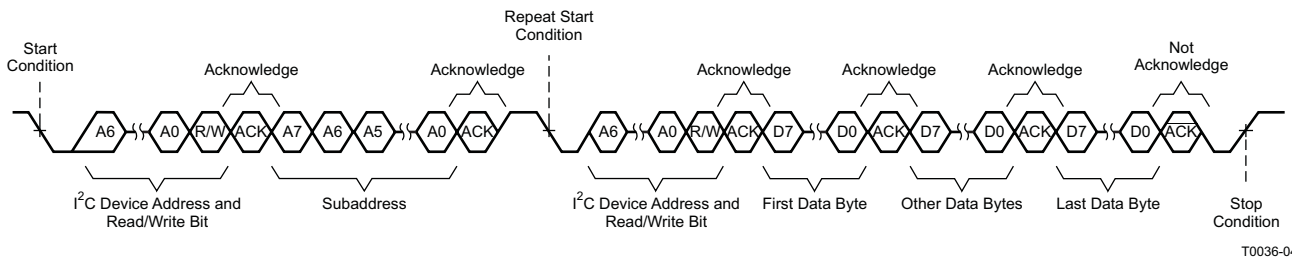 Repeat Start
Condition
Start
Condition
Not
Acknowledge
Acknowledge
Acknowledge
Acknowledge
Acknowledge
Acknowledge
A6 A0 R/W ACK A7 A6 A5 A0 ACK A6 A0 R/W ACK D7 D0 ACK D7 D0 ACK D7 D0 ACK
I²C Device Address and
Read/Write Bit
Subaddress
I²C Device Address and
Read/Write Bit
First Data Byte
Other Data Bytes
Last Data Byte
Stop
Condition
T0036-04